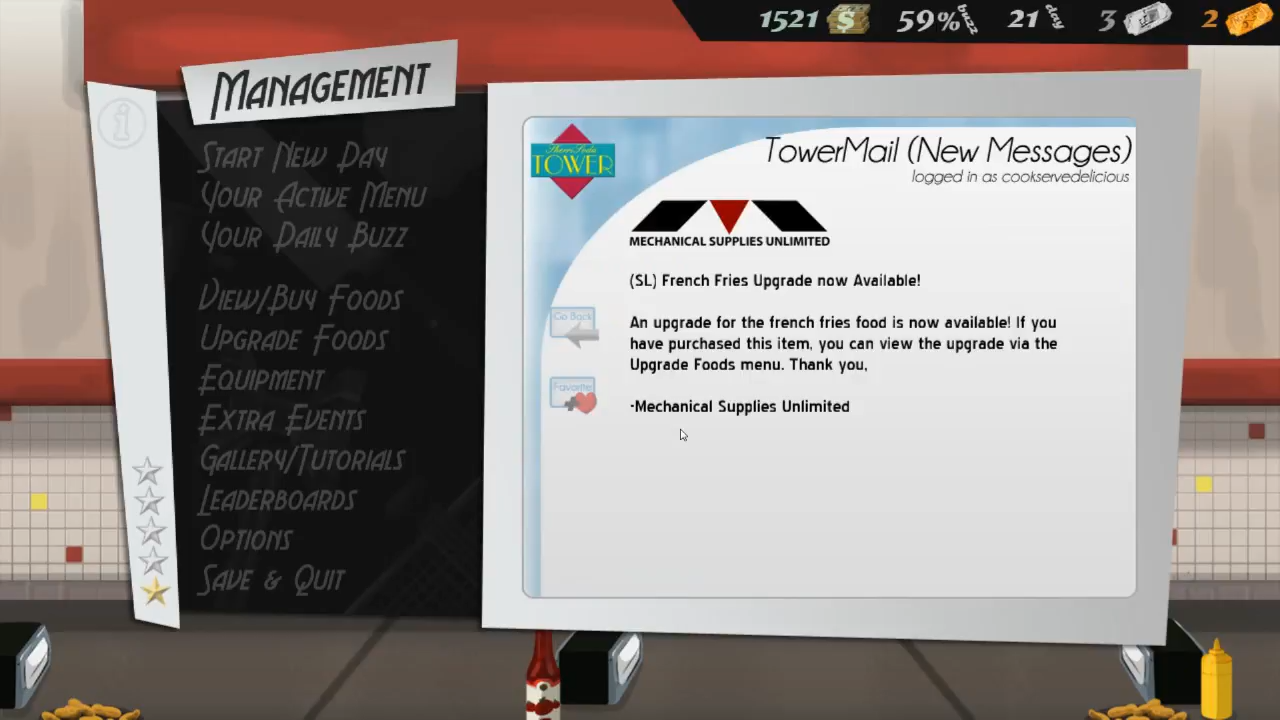 1521 $ 59% buzz 21 day 3 2
MANAGEMENT
i
START NEW DAY
YOUR ACTIVE MENU
YOUR DAILY BUZZ
VIEW/BUY FOODS
UPGRADE FOODS
EQUIPMENT
EXTRA EVENTS
GALLERY/TUTORIALS
LEADERBOARDS
OPTIONS
SAVE & QUIT
TOWER
TowerMail (New Messages)
logged in as cookservedelicious
MECHANICAL SUPPLIES UNLIMITED
(SL) French Fries Upgrade now Available!
An upgrade for the french fries food is now available! If you
have purchased this item, you can view the upgrade via the
Upgrade Foods menu. Thank you,
-Mechanical Supplies Unlimited
Go Back
Favorite